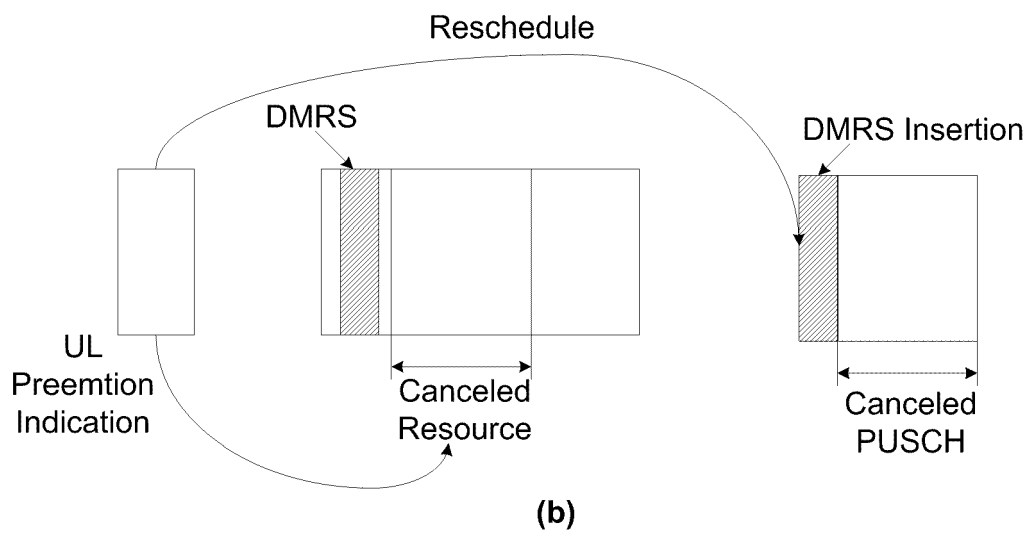 Reschedule
DMRS
DMRS Insertion
UL
Preemtion
Indication
Canceled
Resource
Canceled
PUSCH
(b)